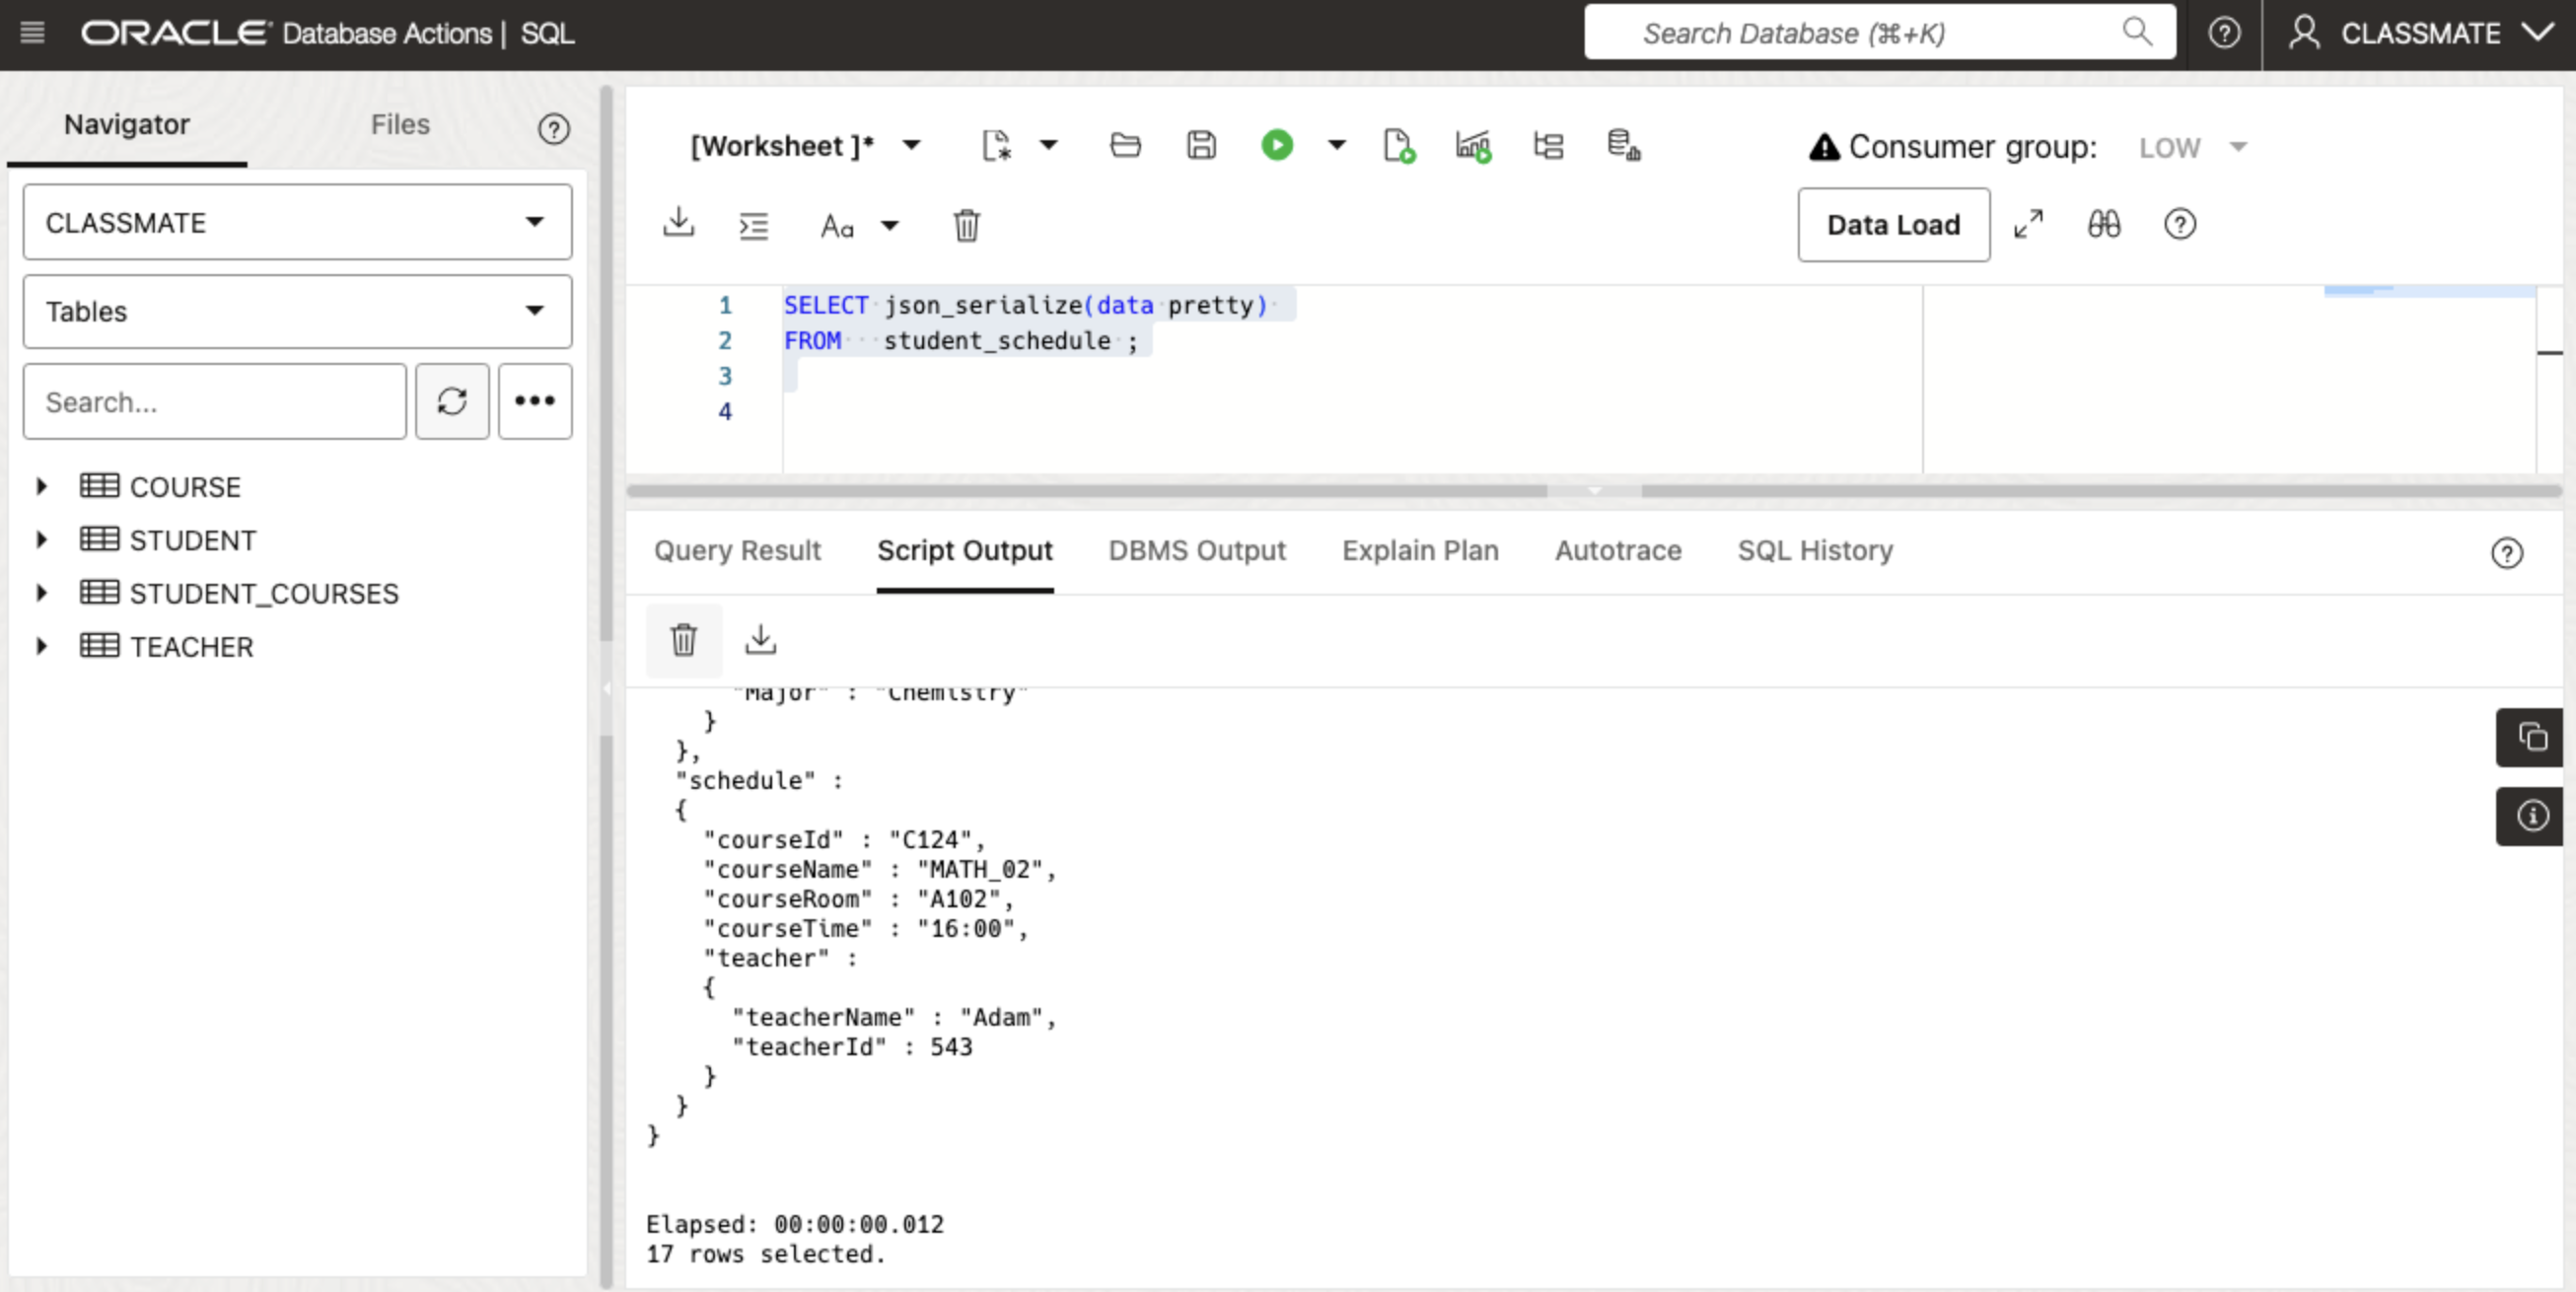 ORACLE Database Actions | SQL
Search Database (⌘+K)
CLASSMATE
Navigator
Files
CLASSMATE
Tables
Search...
COURSE
STUDENT
STUDENT_COURSES
TEACHER
[Worksheet ]*
Consumer group: LOW
Aa
Data Load
1 SELECT json_serialize(data pretty)
2 FROM   student_schedule ;
3
4
Query Result
Script Output
DBMS Output
Explain Plan
Autotrace
SQL History
"Major" : "Chemistry"
}
},
"schedule" :
{
"courseId" : "C124",
"courseName" : "MATH_02",
"courseRoom" : "A102",
"courseTime" : "16:00",
"teacher" :
{
"teacherName" : "Adam",
"teacherId" : 543
}
}
}
Elapsed: 00:00:00.012
17 rows selected.